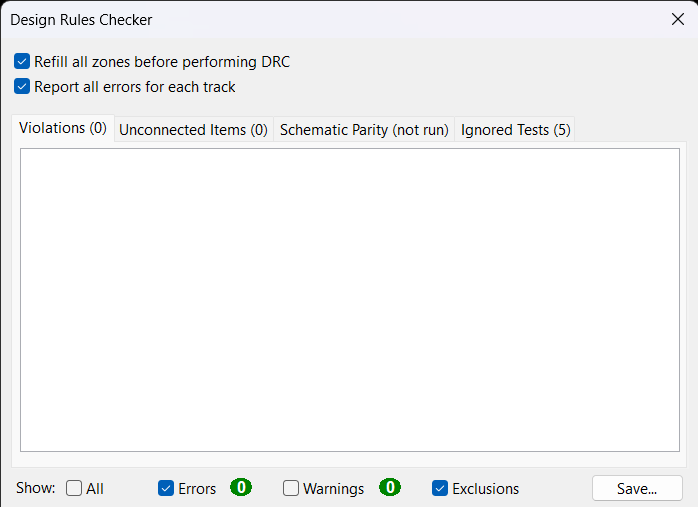 Design Rules Checker
Refill all zones before performing DRC
Report all errors for each track
Violations (0) Unconnected Items (0) Schematic Parity (not run) Ignored Tests (5)
Show: All Errors 0 Warnings 0 Exclusions Save...